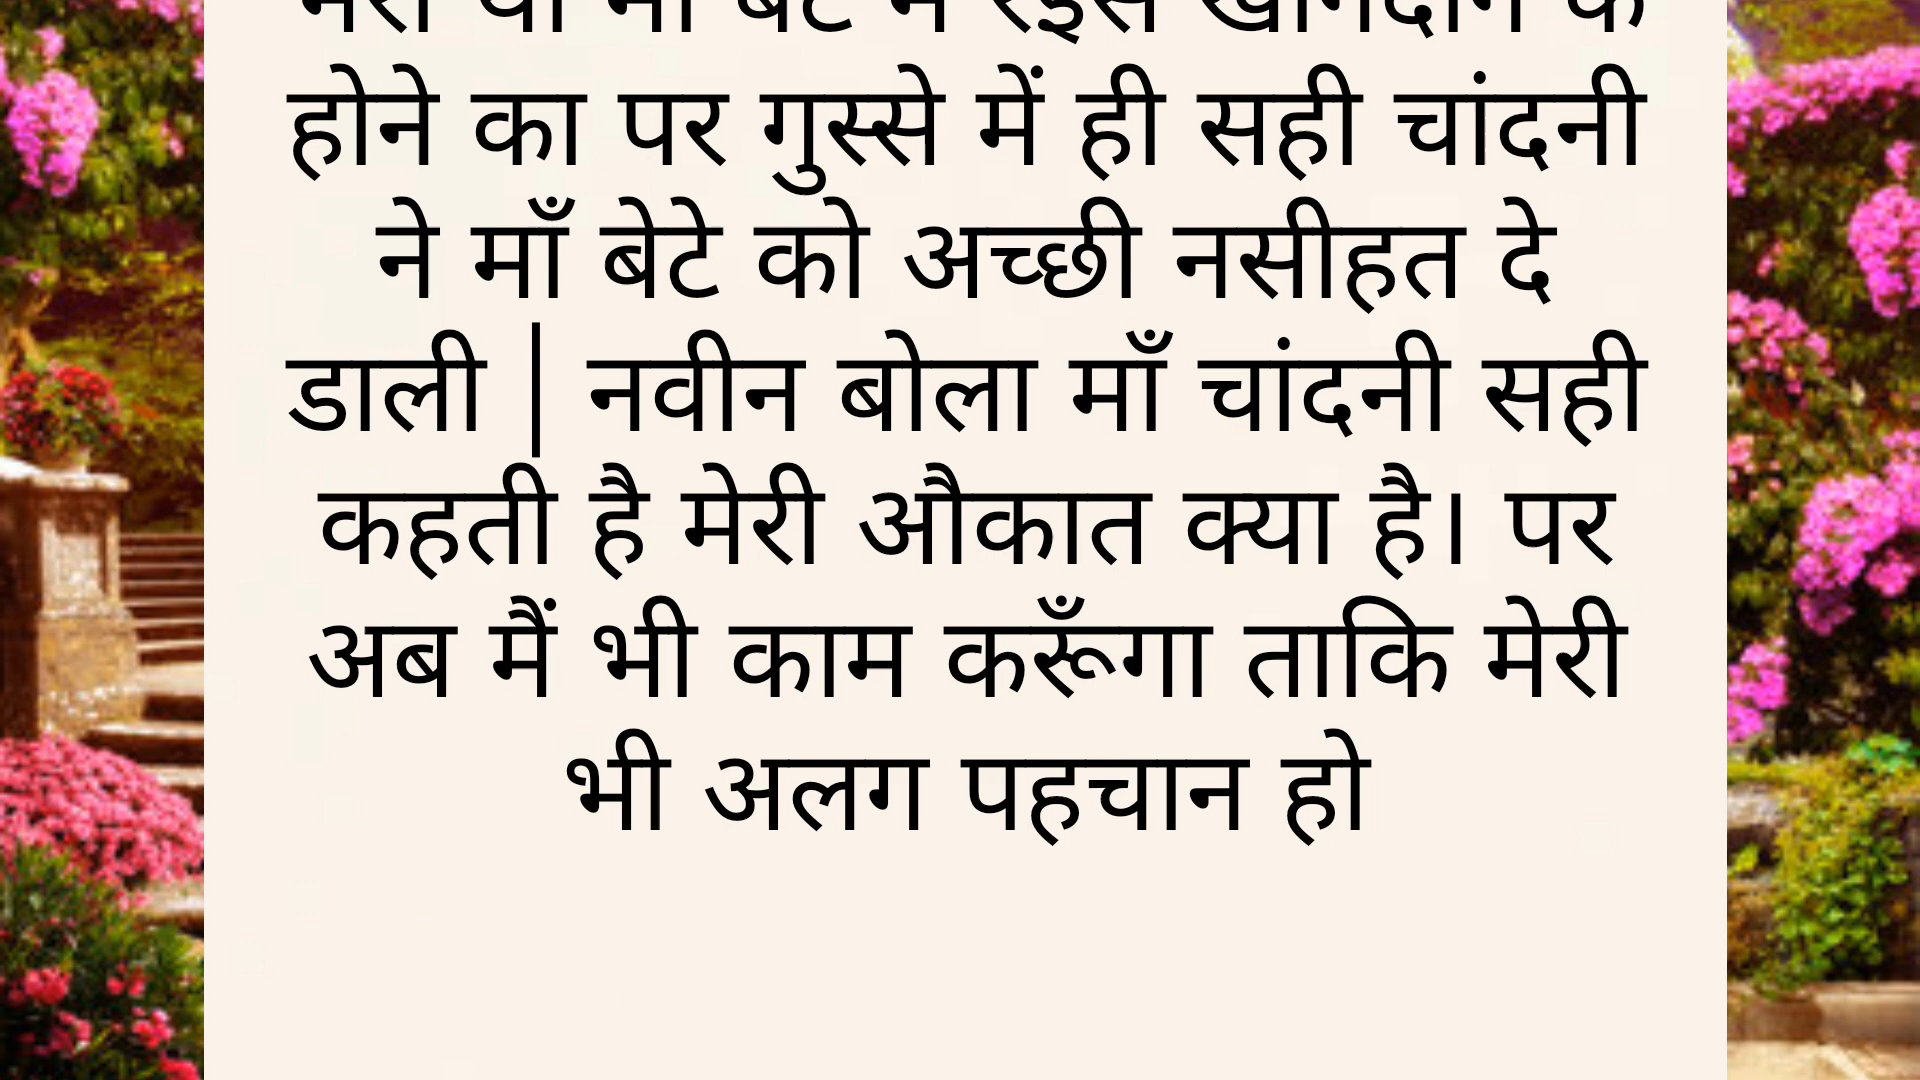 होने का पर गुस्से में ही सही चांदनी
ने माँ बेटे को अच्छी नसीहत दे
डाली | नवीन बोला माँ चांदनी सही
कहती है मेरी औकात क्या है। पर
अब मैं भी काम करूँगा ताकि मेरी
भी अलग पहचान हो